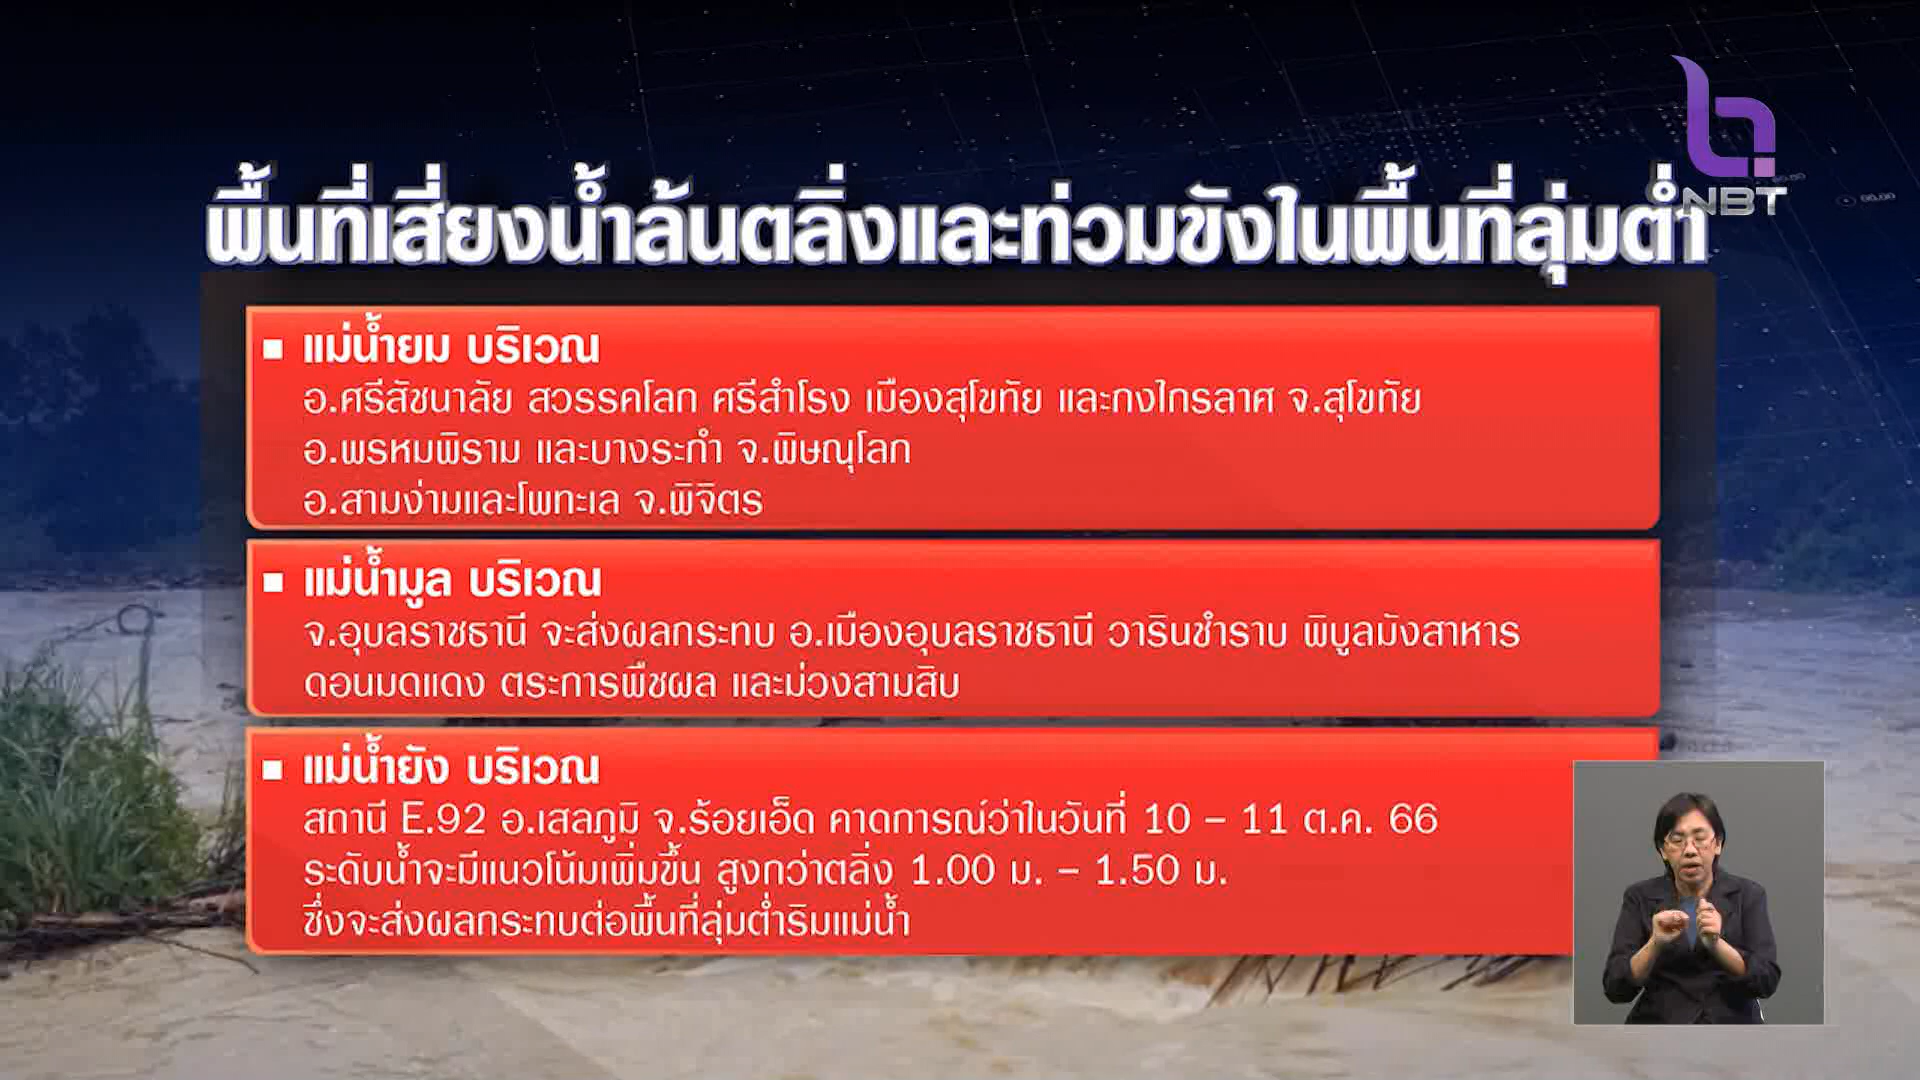 NBT
พื้นที่เสี่ยงน้ำล้นตลิ่งและท่วมขังในพื้นที่ลุ่มต่ำ
▪ แม่น้ำยม บริเวณ
อ.ศรีสัชนาลัย สวรรคโลก ศรีสำโรง เมืองสุโขทัย และกงไกรลาศ จ.สุโขทัย
อ.พรหมพิราม และบางระกำ จ.พิษณุโลก
อ.สามง่ามและโพทะเล จ.พิจิตร
▪ แม่น้ำมูล บริเวณ
จ.อุบลราชธานี จะส่งผลกระทบ อ.เมืองอุบลราชธานี วารินชำราบ พิบูลมังสาหาร
ดอนมดแดง ตระการพืชผล และม่วงสามสิบ
▪ แม่น้ำยัง บริเวณ
สถานี E.92 อ.เสลภูมิ จ.ร้อยเอ็ด คาดการณ์ว่าในวันที่ 10 – 11 ต.ค. 66
ระดับน้ำจะมีแนวโน้มเพิ่มขึ้น สูงกว่าตลิ่ง 1.00 ม. – 1.50 ม.
ซึ่งจะส่งผลกระทบต่อพื้นที่ลุ่มต่ำริมแม่น้ำ